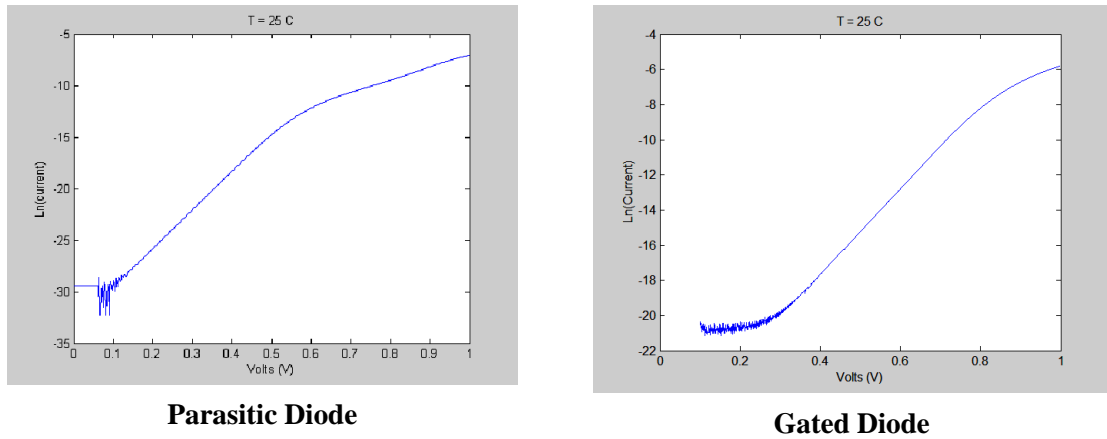 T = 25 C
-5
-10
-15
-20
-25
-30
-35
Ln(current)
0 0.1 0.2 0.3 0.4 0.5 0.6 0.7 0.8 0.9 1
Volts (V)
Parasitic Diode
T = 25 C
-4
-6
-8
-10
-12
-14
-16
-18
-20
-22
Ln(Current)
0 0.2 0.4 0.6 0.8 1
Volts (V)
Gated Diode